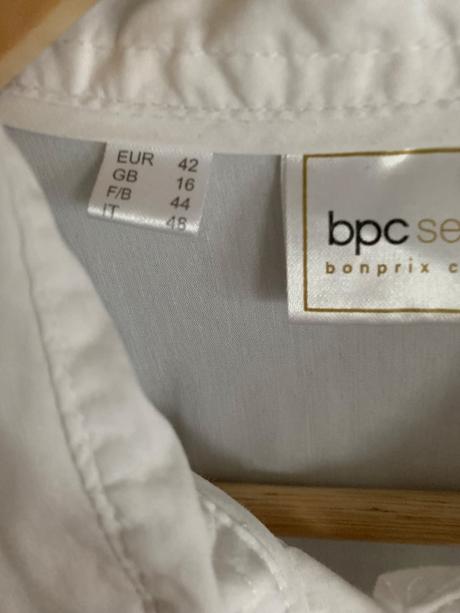 EUR 42
GB 16
F/B 44
IT 48
bpc se
bonprix c